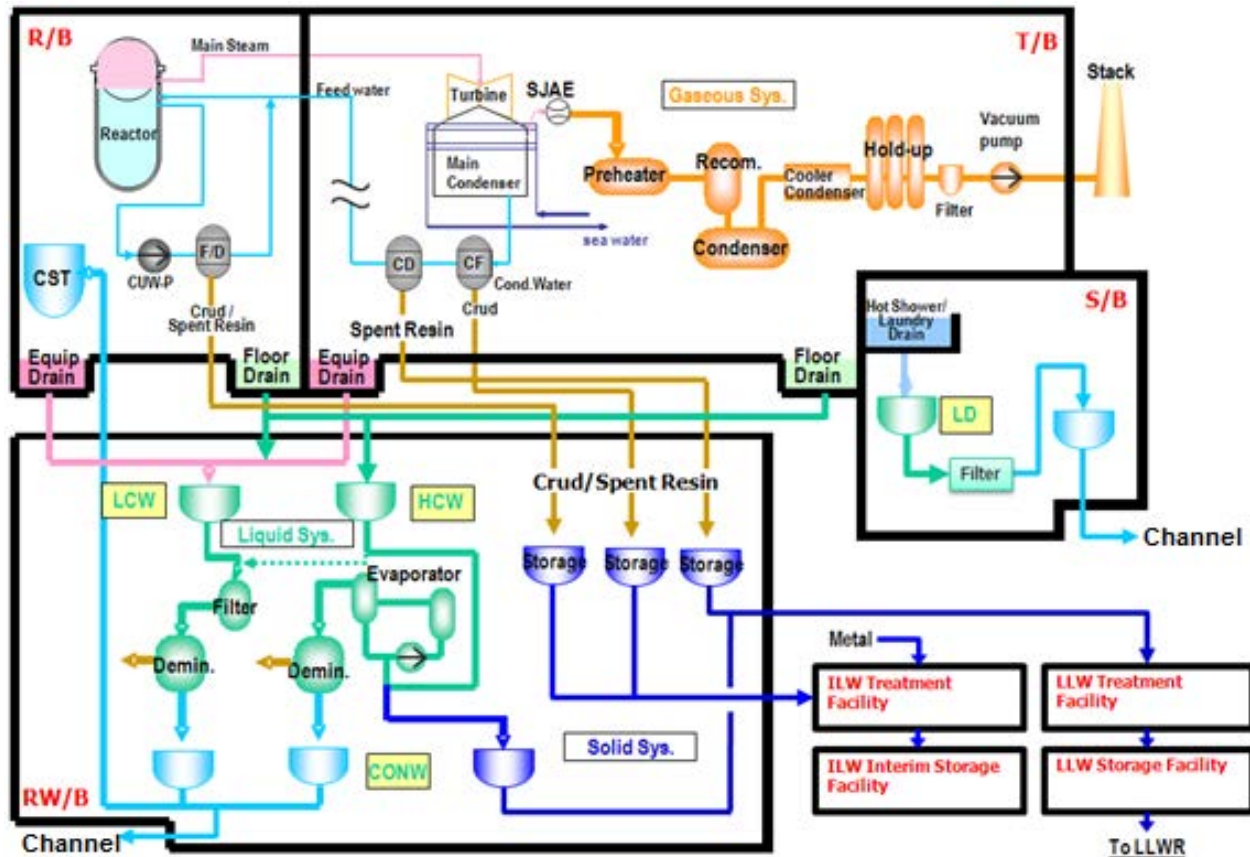 R/B
Main Steam
Reactor
Feed water
CST
CUW-P
F/D
Crud /
Spent Resin
Equip
Drain
Floor
Drain
T/B
Turbine
SJAE
Gaseous Sys.
Main
Condenser
Preheater
Recom.
Condenser
Cooler
Condenser
Hold-up
Filter
Vacuum
pump
Stack
sea water
CD
CF
Cond.Water
Crud
Spent Resin
Equip
Drain
Floor
Drain
S/B
Hot Shower/
Laundry
Drain
LD
Filter
Channel
LCW
HCW
Liquid Sys.
Crud/Spent Resin
Evaporator
Filter
Demin.
Demin.
Storage
Storage
Storage
Solid Sys.
CONW
RW/B
Channel
Metal
ILW Treatment
Facility
LLW Treatment
Facility
ILW Interim Storage
Facility
LLW Storage Facility
To LLWR